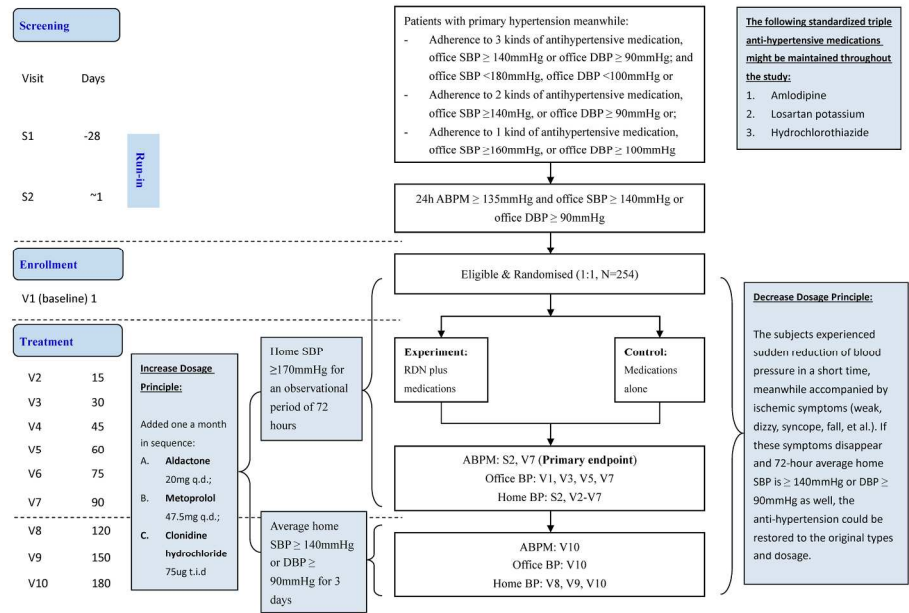 Screening
Visit Days
S1 -28
Run-in
S2 ~1
Patients with primary hypertension meanwhile:
- Adherence to 3 kinds of antihypertensive medication,
office SBP ≥ 140mmHg or office DBP ≥ 90mmHg; and
office SBP <180mmHg, office DBP <100mmHg or
- Adherence to 2 kinds of antihypertensive medication,
office SBP ≥140mHg, or office DBP ≥ 90mmHg or;
- Adherence to 1 kind of antihypertensive medication,
office SBP ≥160mmHg, or office DBP ≥ 100mmHg
The following standardized triple
anti-hypertensive medications
might be maintained throughout
the study:
1. Amlodipine
2. Losartan potassium
3. Hydrochlorothiazide
24h ABPM ≥ 135mmHg and office SBP ≥ 140mmHg or
office DBP ≥ 90mmHg
Enrollment
V1 (baseline) 1
Eligible & Randomised (1:1, N=254)
Treatment
V2 15
V3 30
V4 45
V5 60
V6 75
V7 90
V8 120
V9 150
V10 180
Increase Dosage
Principle:
Added one a month
in sequence:
A. Aldactone
20mg q.d.;
B. Metoprolol
47.5mg q.d.;
C. Clonidine
hydrochloride
75ug t.i.d
Home SBP
≥170mmHg for
an observational
period of 72
hours
Average home
SBP ≥ 140mmHg
or DBP ≥
90mmHg for 3
days
Experiment:
RDN plus
medications
Control:
Medications
alone
ABPM: S2, V7 (Primary endpoint)
Office BP: V1, V3, V5, V7
Home BP: S2, V2-V7
ABPM: V10
Office BP: V10
Home BP: V8, V9, V10
Decrease Dosage Principle:
The subjects experienced
sudden reduction of blood
pressure in a short time,
meanwhile accompanied by
ischemic symptoms (weak,
dizzy, syncope, fall, et al.). If
these symptoms disappear
and 72-hour average home
SBP is ≥ 140mmHg or DBP ≥
90mmHg as well, the
anti-hypertension could be
restored to the original types
and dosage.